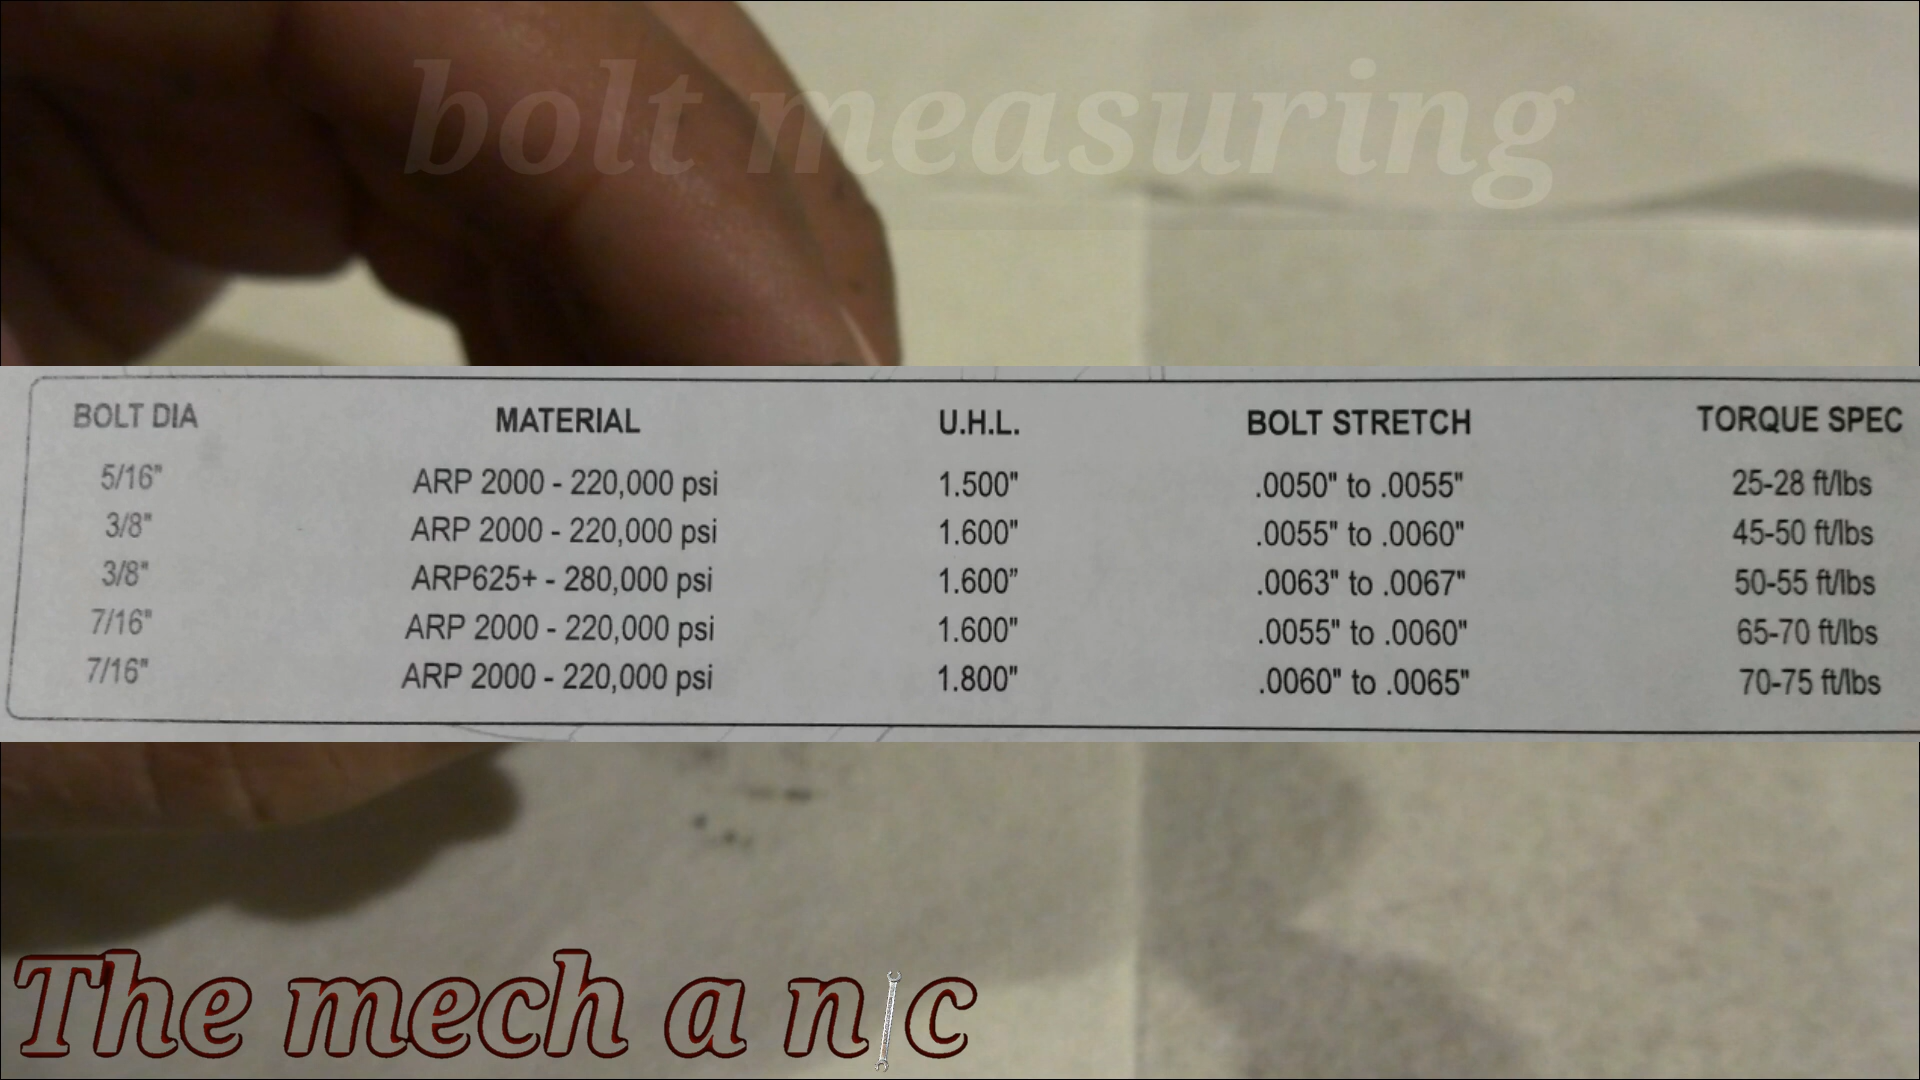 bolt measuring
BOLT DIA MATERIAL U.H.L. BOLT STRETCH TORQUE SPEC
5/16" ARP 2000 - 220,000 psi 1.500" .0050" to .0055" 25-28 ft/lbs
3/8" ARP 2000 - 220,000 psi 1.600" .0055" to .0060" 45-50 ft/lbs
3/8" ARP625+ - 280,000 psi 1.600” .0063" to .0067" 50-55 ft/lbs
7/16" ARP 2000 - 220,000 psi 1.600" .0055" to .0060" 65-70 ft/lbs
7/16" ARP 2000 - 220,000 psi 1.800" .0060" to .0065" 70-75 ft/lbs
The mechanic